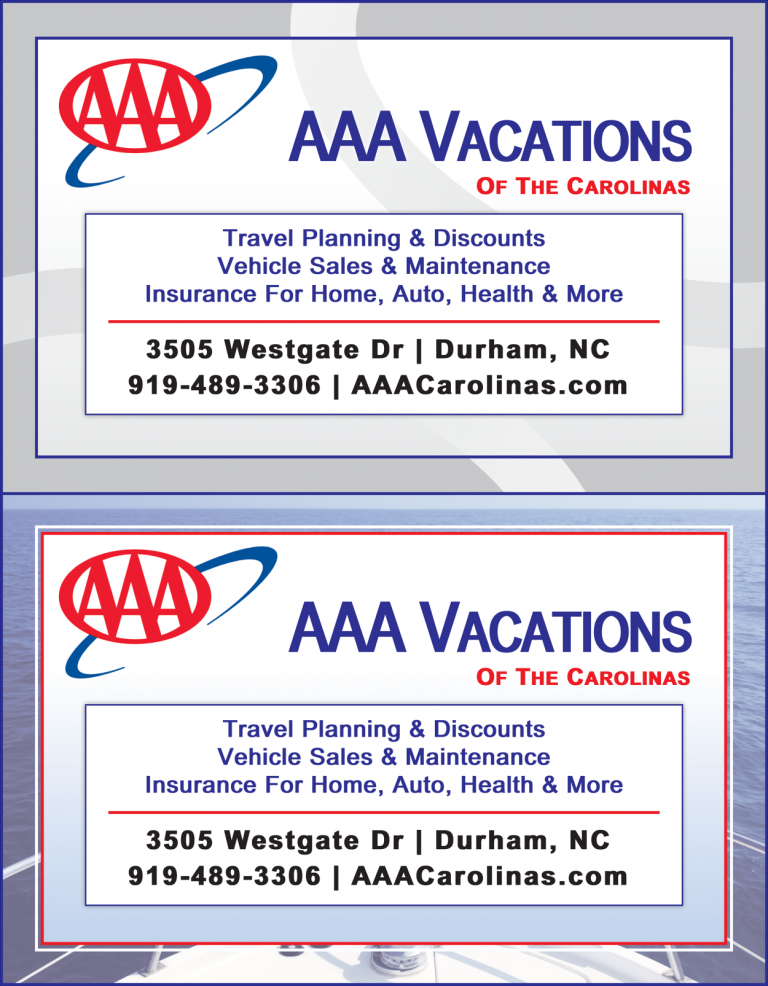 AAA
AAA Vacations
Of The Carolinas
Travel Planning & Discounts
Vehicle Sales & Maintenance
Insurance For Home, Auto, Health & More
3505 Westgate Dr | Durham, NC
919-489-3306 | AAACarolinas.com
AAA
AAA Vacations
Of The Carolinas
Travel Planning & Discounts
Vehicle Sales & Maintenance
Insurance For Home, Auto, Health & More
3505 Westgate Dr | Durham, NC
919-489-3306 | AAACarolinas.com